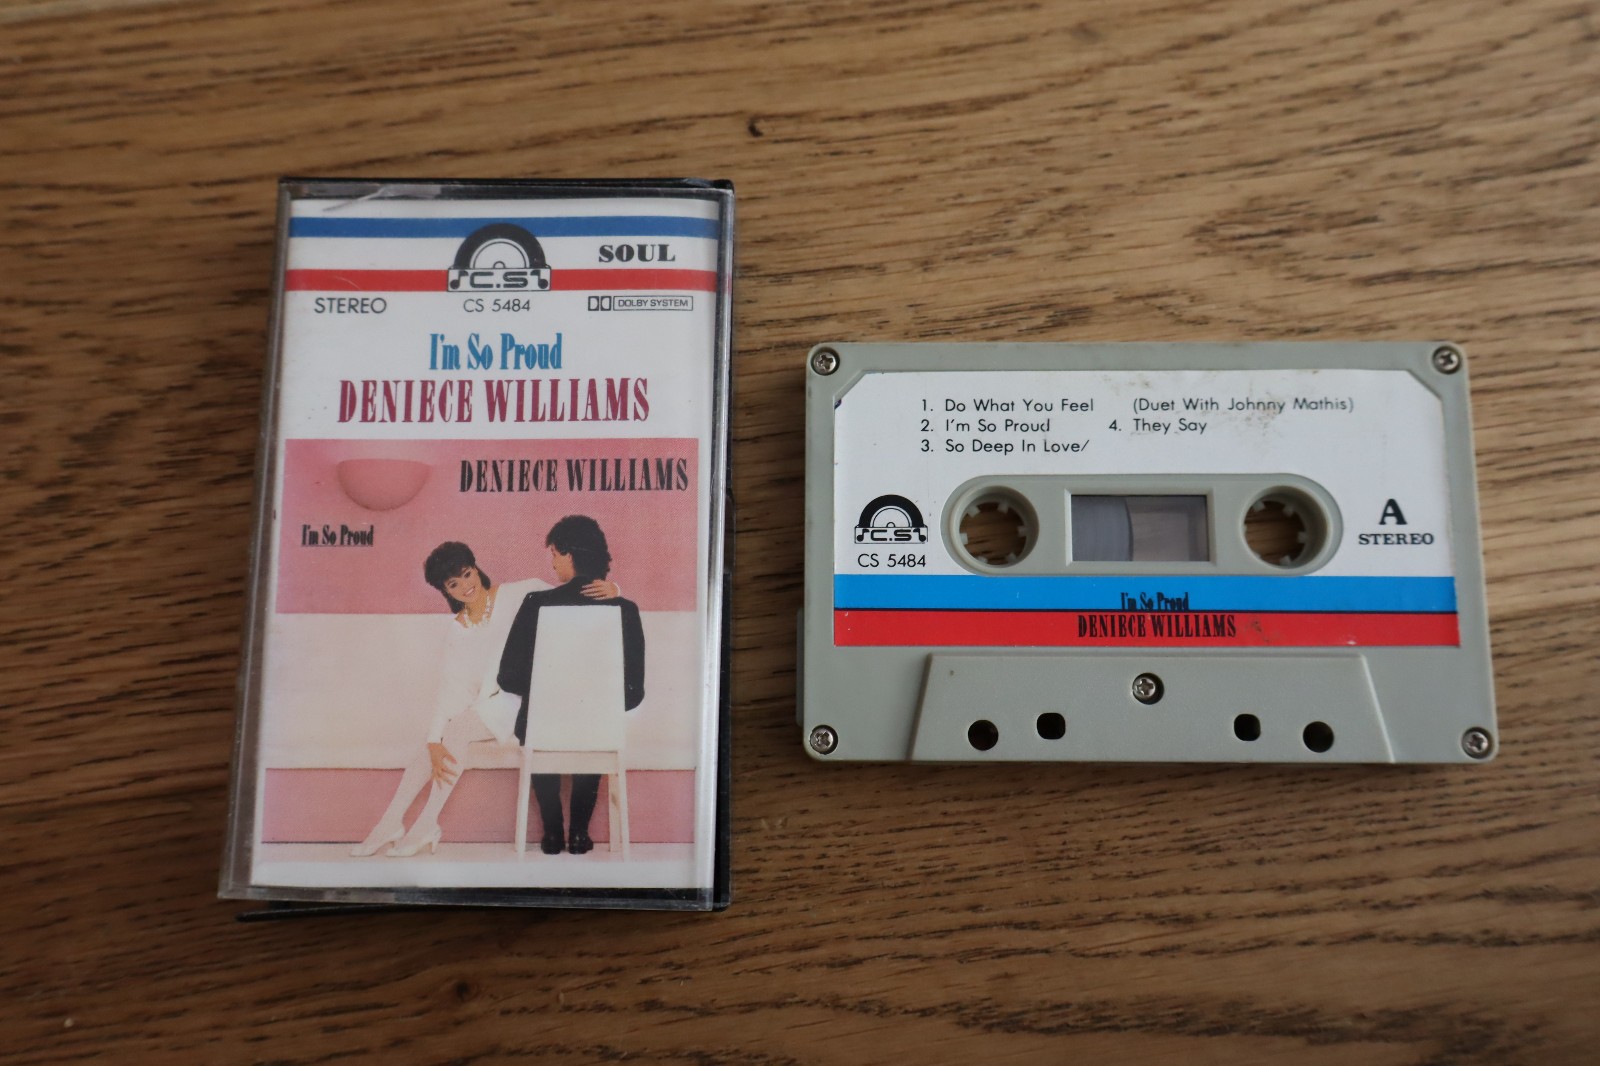 SOUL
C.S
STEREO
CS 5484
DOLBY SYSTEM
I'm So Proud
DENIECE WILLIAMS
DENIECE WILLIAMS
I'm So Proud
1. Do What You Feel
2. I'm So Proud
3. So Deep In Love/
(Duet With Johnny Mathis)
4. They Say
C.S
CS 5484
A
STEREO
I'm So Proud
DENIECE WILLIAMS